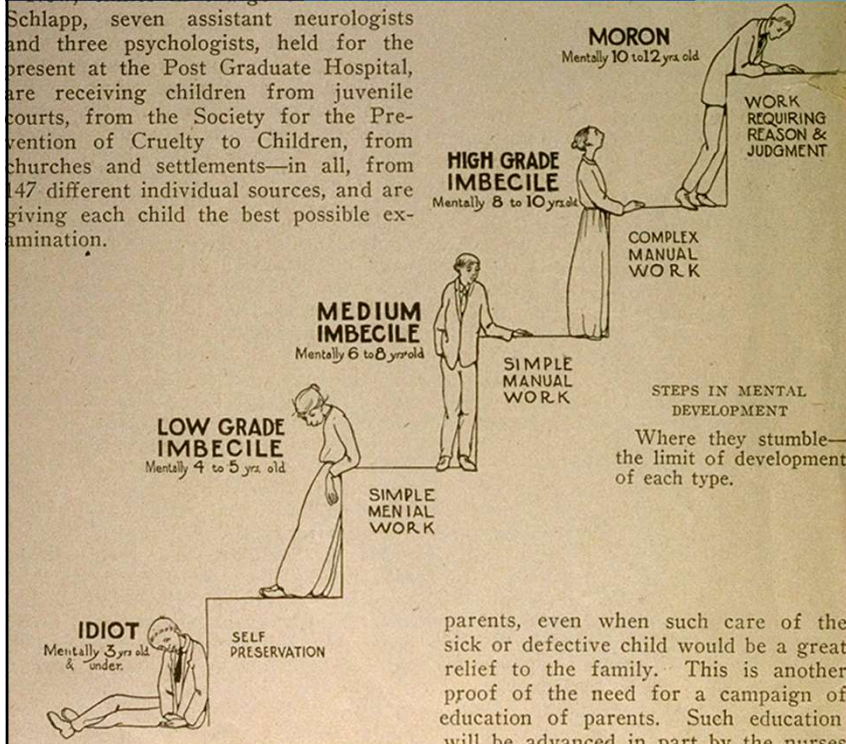 Schlapp, seven assistant neurologists
and three psychologists, held for the
present at the Post Graduate Hospital,
are receiving children from juvenile
courts, from the Society for the Pre-
vention of Cruelty to Children, from
churches and settlements—in all, from
147 different individual sources, and are
giving each child the best possible ex-
amination.
MORON
Mentally 10 to 12 yrs old
WORK
REQUIRING
REASON &
JUDGMENT
HIGH GRADE
IMBECILE
Mentally 8 to 10 yrs old
COMPLEX
MANUAL
WORK
MEDIUM
IMBECILE
Mentally 6 to 8 yrs old
SIMPLE
MANUAL
WORK
LOW GRADE
IMBECILE
Mentally 4 to 5 yrs old
SIMPLE
MENIAL
WORK
IDIOT
Mentally 3 yrs old
& under.
SELF
PRESERVATION
STEPS IN MENTAL
DEVELOPMENT
Where they stumble—
the limit of development
of each type.
parents, even when such care of the
sick or defective child would be a great
relief to the family. This is another
proof of the need for a campaign of
education of parents. Such education
will be advanced in part by the nurses